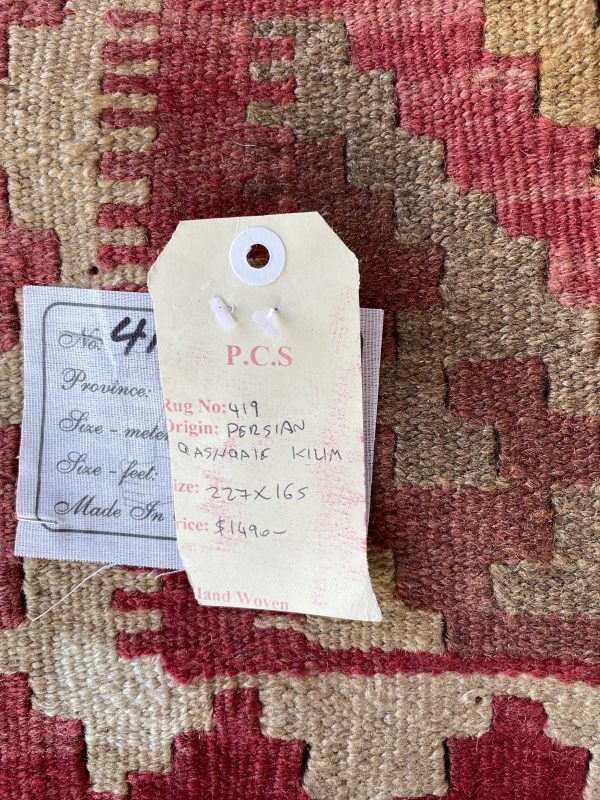 P.C.S
Rug No: 419
Origin: PERSIAN
QASHQAIE KILIM
Size: 227X165
Price: $1490-
Hand Woven
No: 41
Province:
Size - meter
Size - feet:
Made In